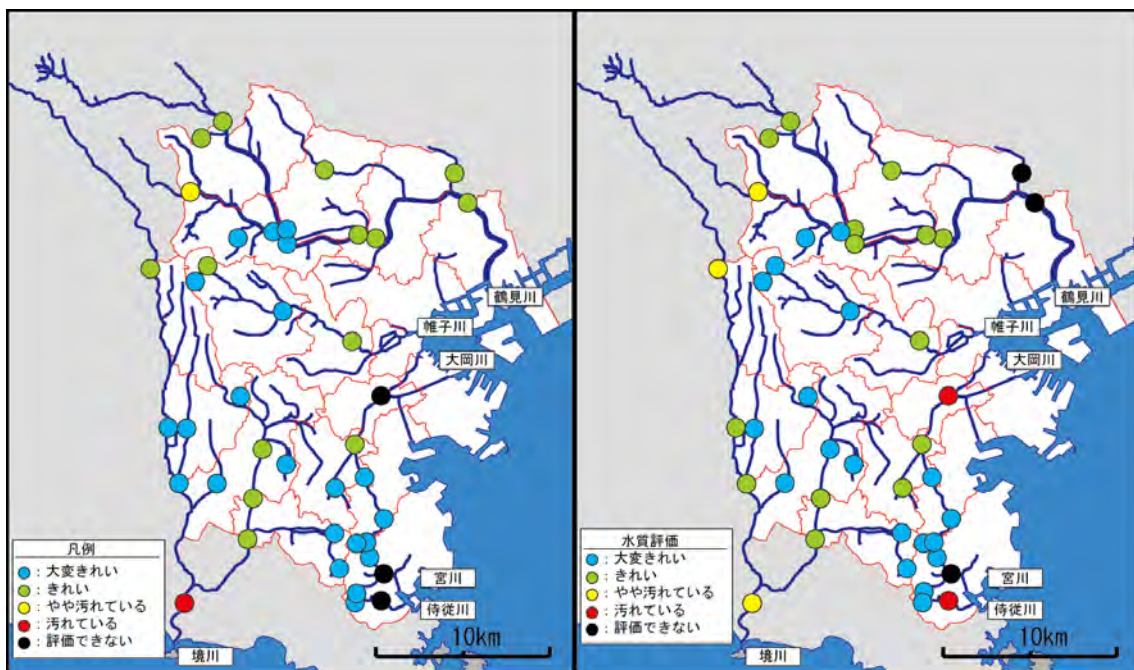 鶴見川
帷子川
大岡川
宮川
侍従川
境川
10km
凡例
：大変きれい
：きれい
：やや汚れている
：汚れている
：評価できない
鶴見川
帷子川
大岡川
宮川
侍従川
境川
10km
水質評価
：大変きれい
：きれい
：やや汚れている
：汚れている
：評価できない